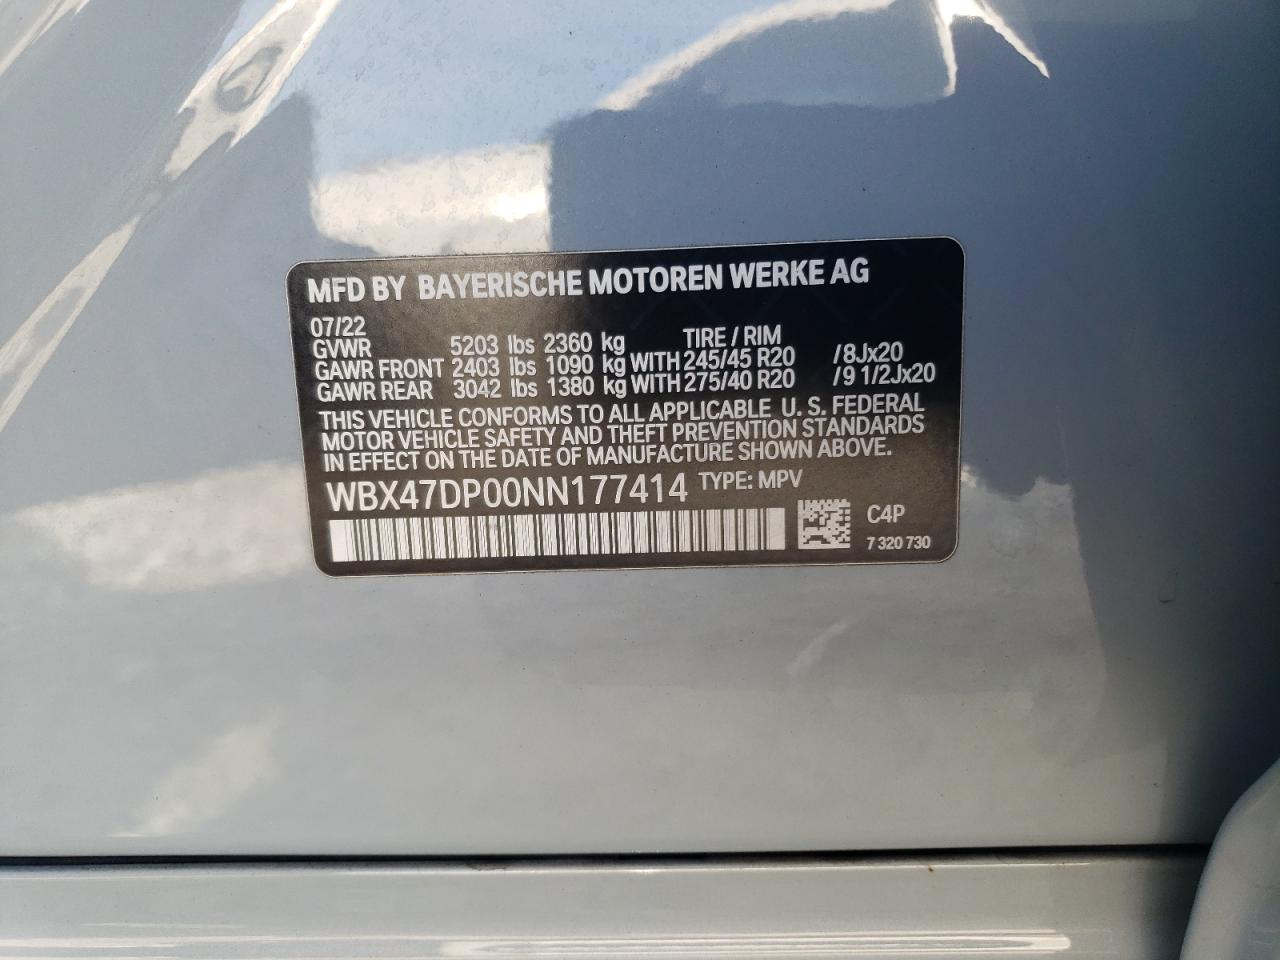 MFD BY BAYERISCHE MOTOREN WERKE AG
07/22 TIRE / RIM
GVWR 5203 lbs 2360 kg
GAWR FRONT 2403 lbs 1090 kg WITH 245/45 R20 /8Jx20
GAWR REAR 3042 lbs 1380 kg WITH 275/40 R20 /9 1/2Jx20
THIS VEHICLE CONFORMS TO ALL APPLICABLE U. S. FEDERAL
MOTOR VEHICLE SAFETY AND THEFT PREVENTION STANDARDS
IN EFFECT ON THE DATE OF MANUFACTURE SHOWN ABOVE.
WBX47DP00NN177414 TYPE: MPV
C4P
7 320 730